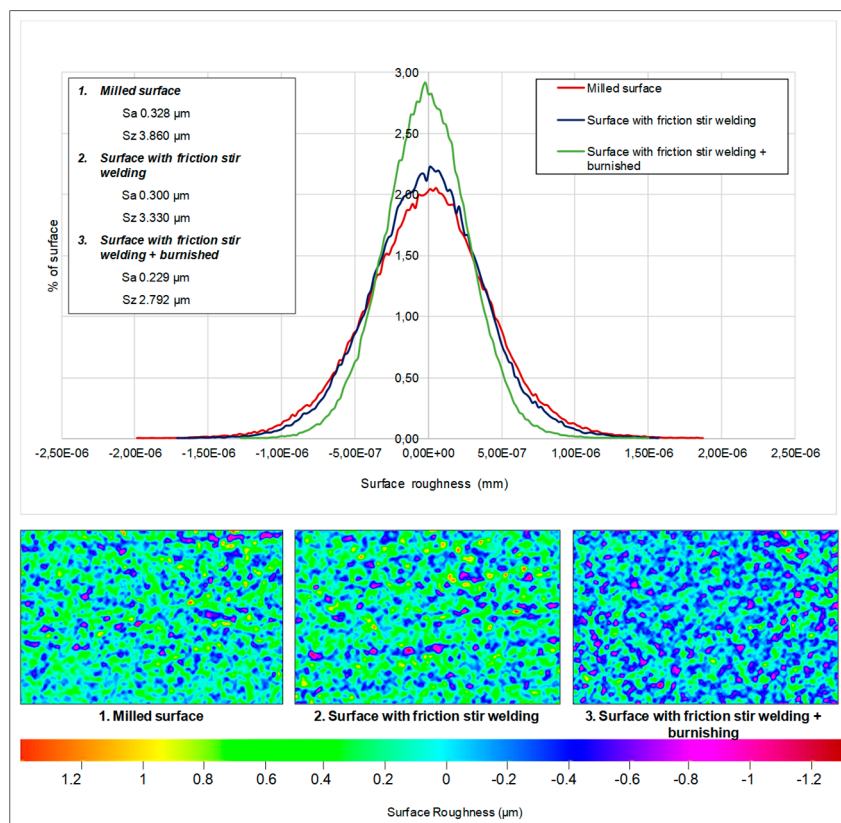 3,00
2,50
2,00
1,50
1,00
0,50
0,00
% of surface
1. Milled surface
Sa 0.328 µm
Sz 3.860 µm
2. Surface with friction stir
welding
Sa 0.300 µm
Sz 3.330 µm
3. Surface with friction stir
welding + burnished
Sa 0.229 µm
Sz 2.792 µm
Milled surface
Surface with friction stir welding
Surface with friction stir welding +
burnished
-2,50E-06 -2,00E-06 -1,50E-06 -1,00E-06 -5,00E-07 0,00E+00 5,00E-07 1,00E-06 1,50E-06 2,00E-06 2,50E-06
Surface roughness (mm)
1. Milled surface
2. Surface with friction stir welding
3. Surface with friction stir welding +
burnishing
1.2 1 0.8 0.6 0.4 0.2 0 -0.2 -0.4 -0.6 -0.8 -1 -1.2
Surface Roughness (µm)